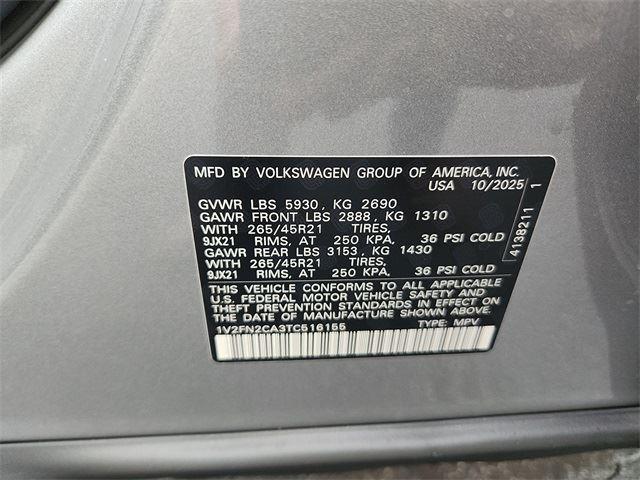 MFD BY VOLKSWAGEN GROUP OF AMERICA, INC.
USA 10/2025
GVWR LBS 5930, KG 2690
GAWR FRONT LBS 2888, KG 1310
WITH 265/45R21 TIRES,
9JX21 RIMS, AT 250 KPA, 36 PSI COLD
GAWR REAR LBS 3153, KG 1430
WITH 265/45R21 TIRES,
9JX21 RIMS, AT 250 KPA, 36 PSI COLD
THIS VEHICLE CONFORMS TO ALL APPLICABLE
U.S. FEDERAL MOTOR VEHICLE SAFETY AND
THEFT PREVENTION STANDARDS IN EFFECT ON
THE DATE OF MANUFACTURE SHOWN ABOVE.
1V2FN2CA3TC516155 TYPE: MPV
4138211 1